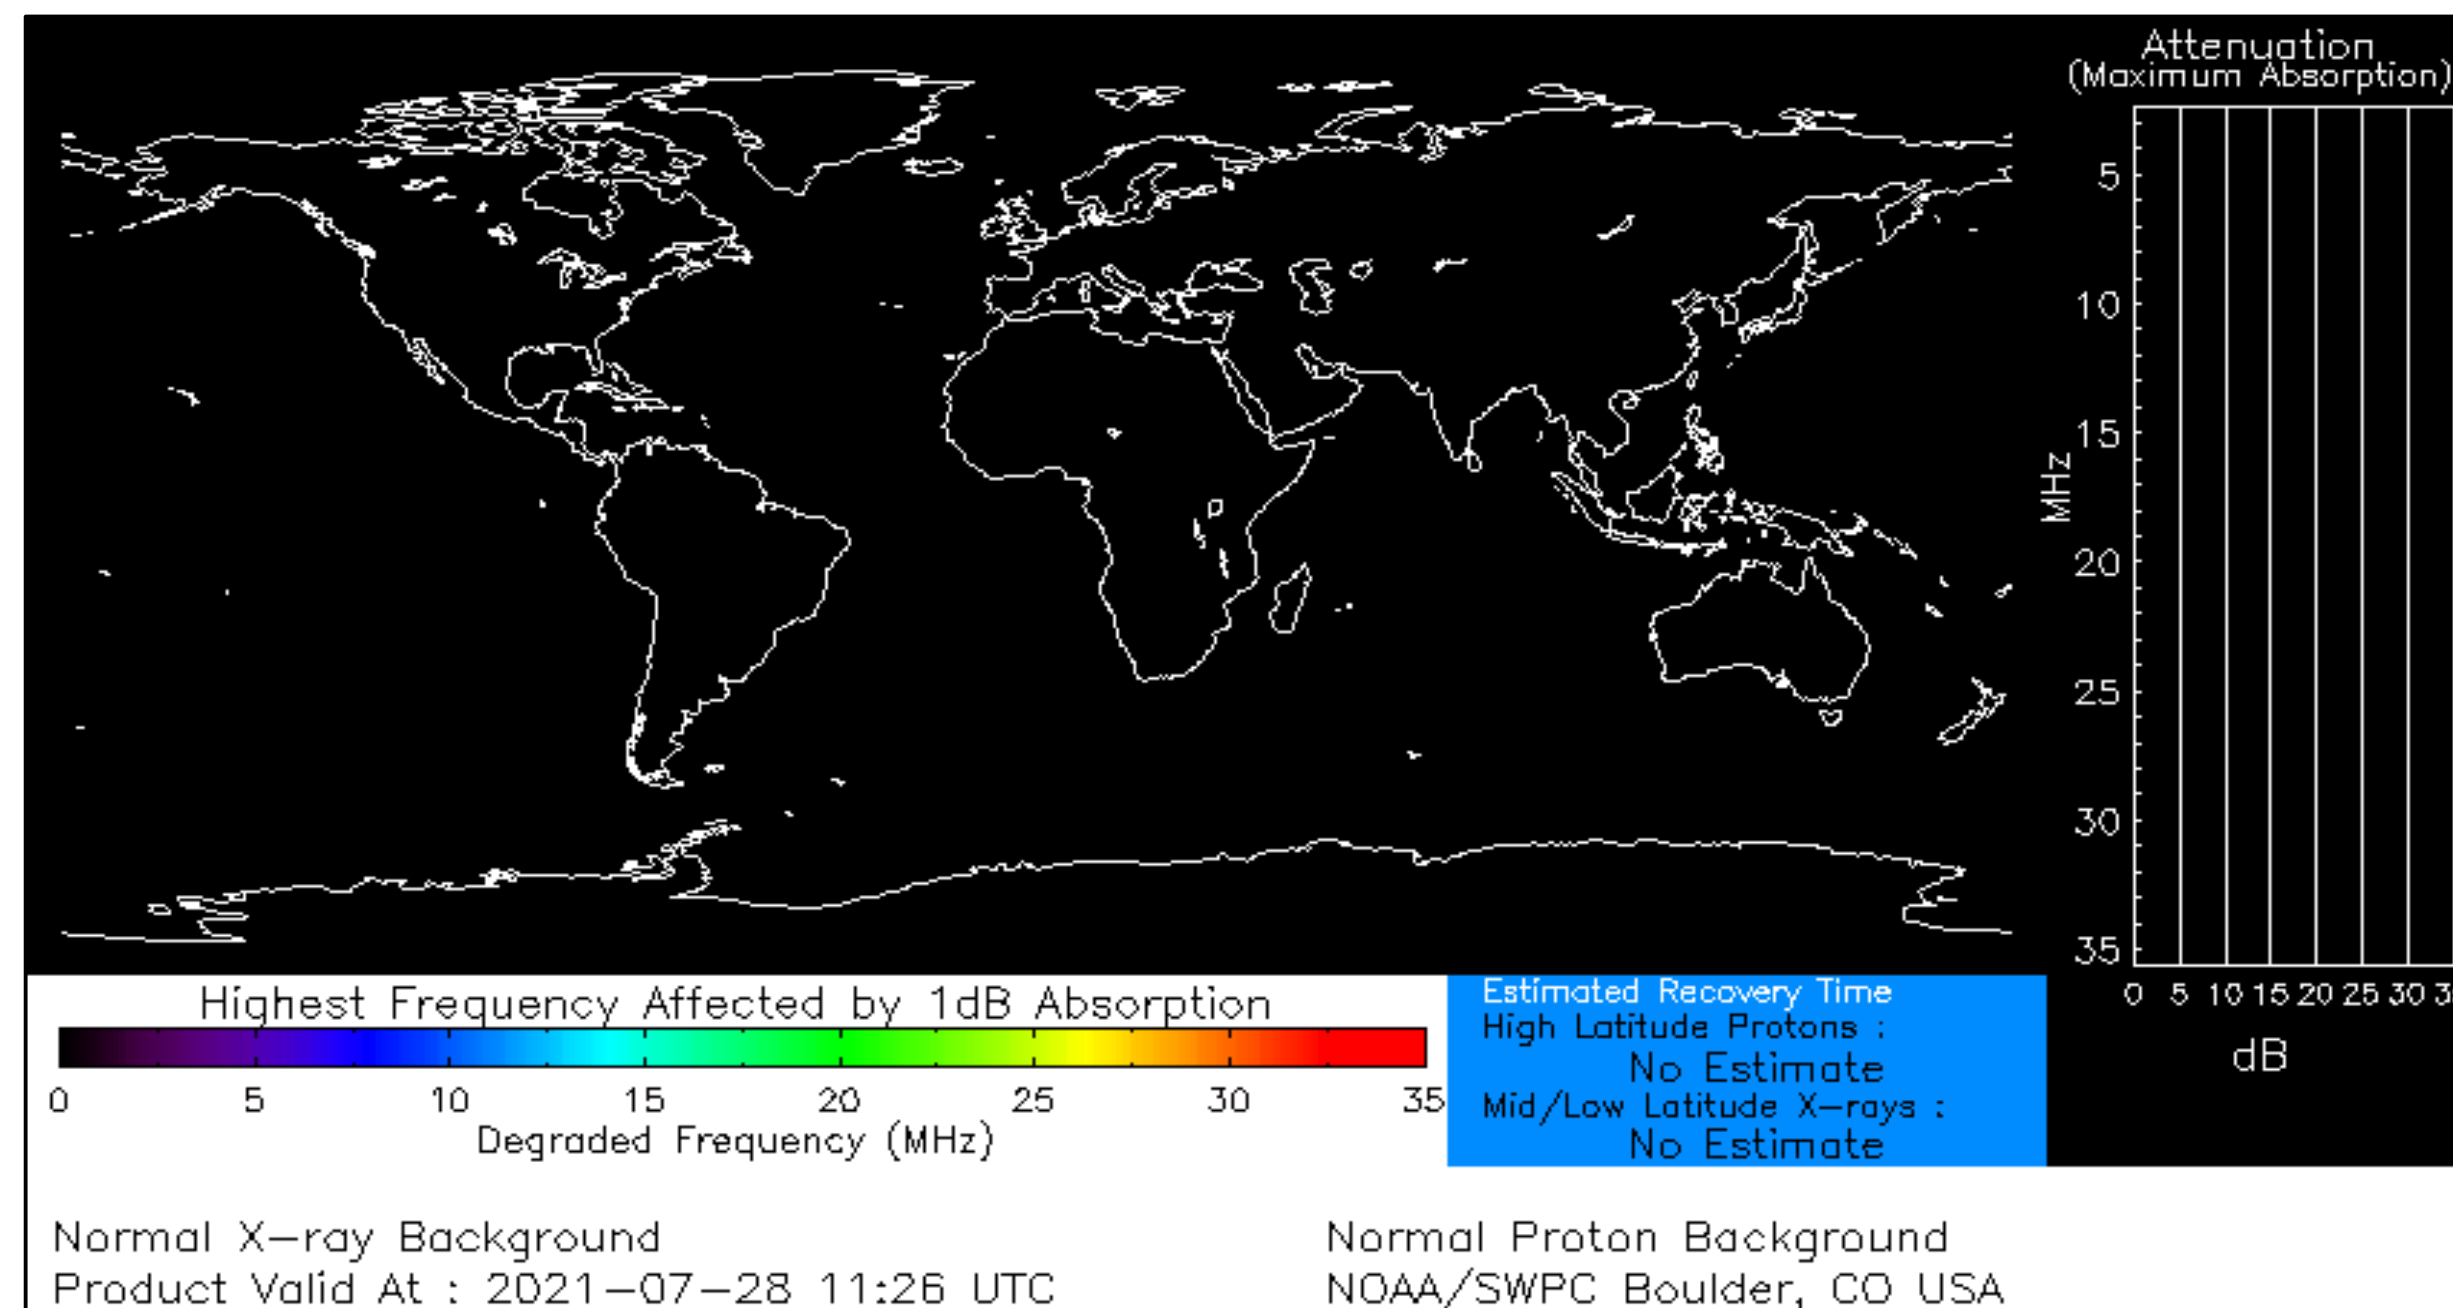 Attenuation
(Maximum Absorption)
5
10
15
20
25
30
35
MHz
0 5 10 15 20 25 30
dB
Highest Frequency Affected by 1dB Absorption
0 5 10 15 20 25 30 35
Degraded Frequency (MHz)
Estimated Recovery Time
High Latitude Protons :
No Estimate
Mid/Low Latitude X-rays :
No Estimate
Normal X-ray Background
Normal Proton Background
Product Valid At : 2021-07-28 11:26 UTC
NOAA/SWPC Boulder, CO USA